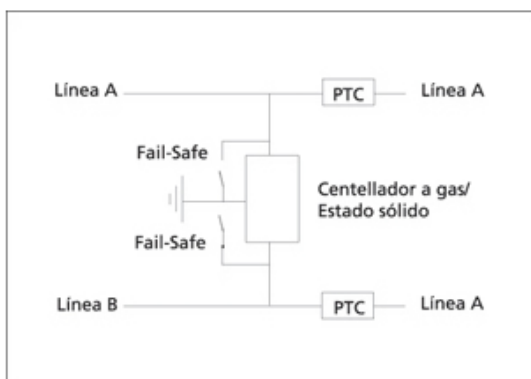 Línea A
PTC
Línea A
Fail-Safe
Centellador a gas/
Estado sólido
Fail-Safe
Línea B
PTC
Línea A